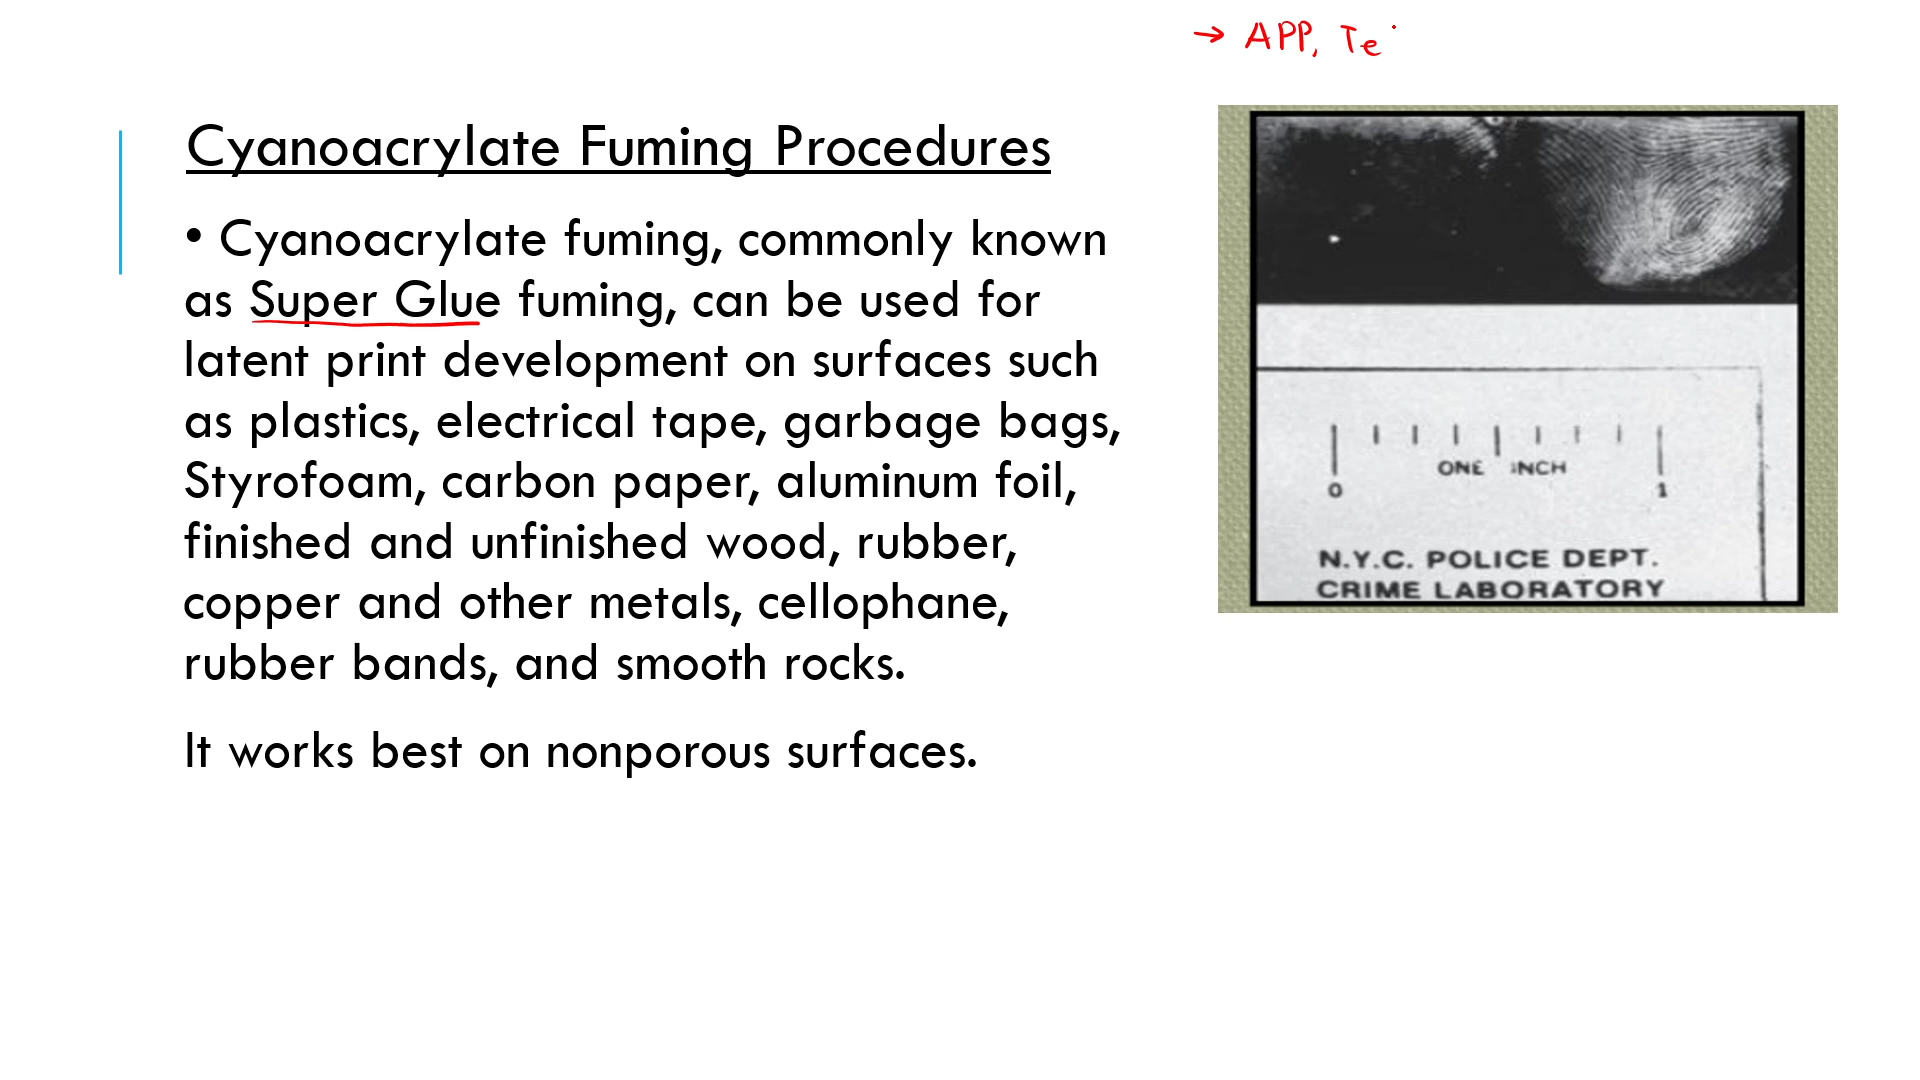 → APP, Te
Cyanoacrylate Fuming Procedures
• Cyanoacrylate fuming, commonly known
as Super Glue fuming, can be used for
latent print development on surfaces such
as plastics, electrical tape, garbage bags,
Styrofoam, carbon paper, aluminum foil,
finished and unfinished wood, rubber,
copper and other metals, cellophane,
rubber bands, and smooth rocks.
It works best on nonporous surfaces.
ONE INCH
0 1
N.Y.C. POLICE DEPT.
CRIME LABORATORY